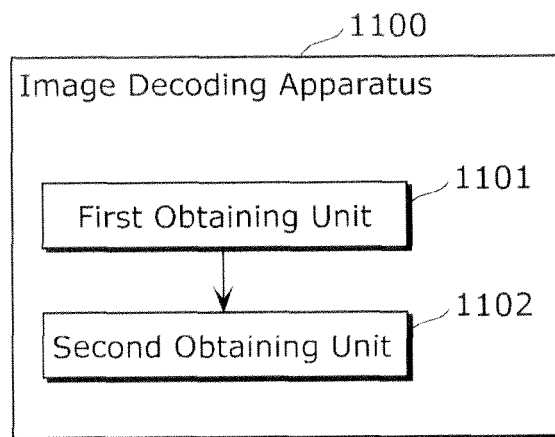 1100
Image Decoding Apparatus
1101
First Obtaining Unit
1102
Second Obtaining Unit